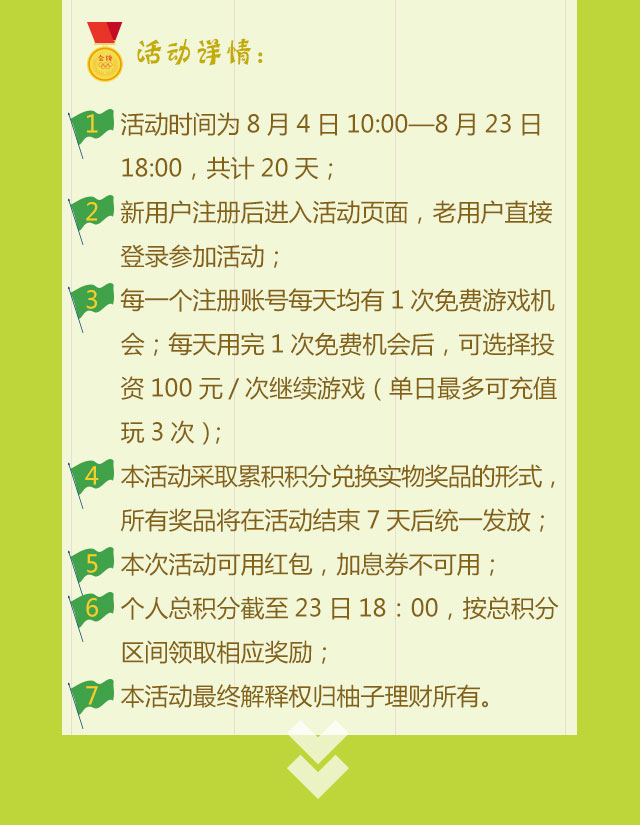 金牌
活动详情：
1 活动时间为 8 月 4 日 10:00—8 月 23 日
18:00，共计 20 天；
2 新用户注册后进入活动页面，老用户直接
登录参加活动；
3 每一个注册账号每天均有 1 次免费游戏机
会；每天用完 1 次免费机会后，可选择投
资 100 元 / 次继续游戏（单日最多可充值
玩 3 次）；
4 本活动采取累积积分兑换实物奖品的形式，
所有奖品将在活动结束 7 天后统一发放；
5 本次活动可用红包，加息券不可用；
6 个人总积分截至 23 日 18：00，按总积分
区间领取相应奖励；
7 本活动最终解释权归柚子理财所有。